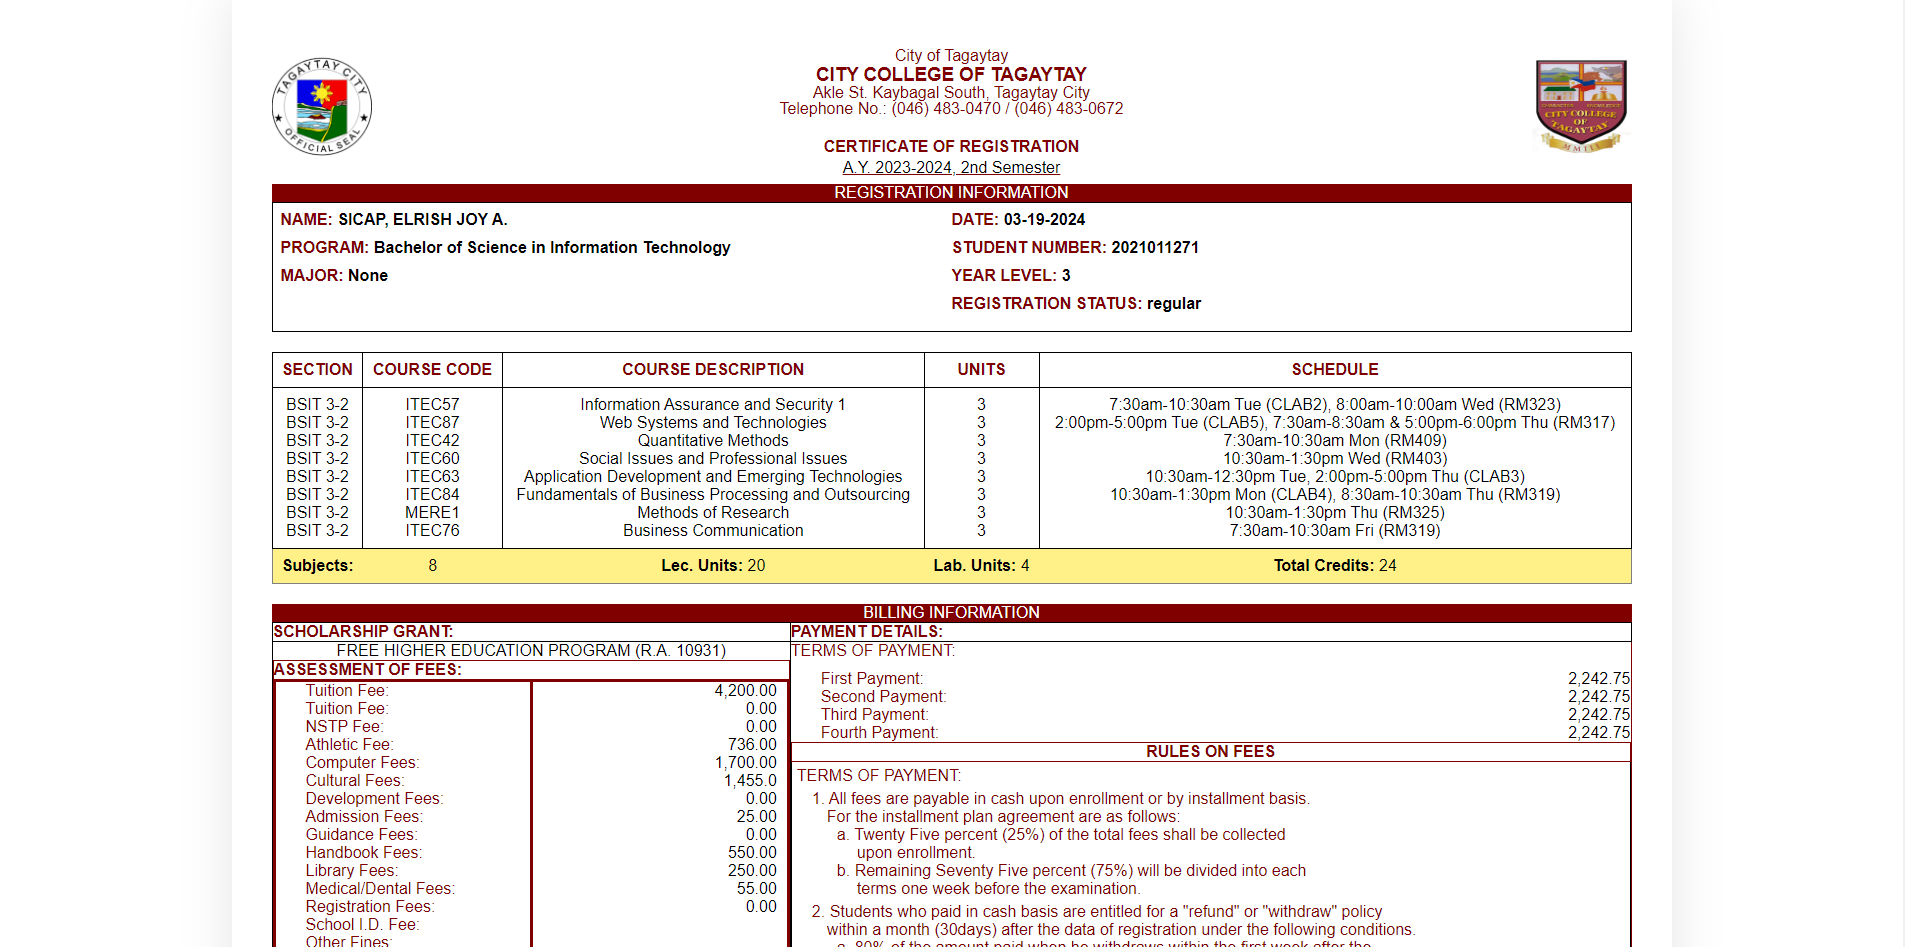 City of Tagaytay
CITY COLLEGE OF TAGAYTAY
Akle St. Kaybagal South, Tagaytay City
Telephone No.: (046) 483-0470 / (046) 483-0672
TAGAYTAY CITY
OFFICIAL SEAL
CITY COLLEGE
OF
TAGAYTAY
MMIII
CERTIFICATE OF REGISTRATION
A.Y. 2023-2024, 2nd Semester
REGISTRATION INFORMATION
NAME: SICAP, ELRISH JOY A. DATE: 03-19-2024
PROGRAM: Bachelor of Science in Information Technology STUDENT NUMBER: 2021011271
MAJOR: None YEAR LEVEL: 3
REGISTRATION STATUS: regular
SECTION COURSE CODE COURSE DESCRIPTION UNITS SCHEDULE
BSIT 3-2 ITEC57 Information Assurance and Security 1 3 7:30am-10:30am Tue (CLAB2), 8:00am-10:00am Wed (RM323)
BSIT 3-2 ITEC87 Web Systems and Technologies 3 2:00pm-5:00pm Tue (CLAB5), 7:30am-8:30am & 5:00pm-6:00pm Thu (RM317)
BSIT 3-2 ITEC42 Quantitative Methods 3 7:30am-10:30am Mon (RM409)
BSIT 3-2 ITEC60 Social Issues and Professional Issues 3 10:30am-1:30pm Wed (RM403)
BSIT 3-2 ITEC63 Application Development and Emerging Technologies 3 10:30am-12:30pm Tue, 2:00pm-5:00pm Thu (CLAB3)
BSIT 3-2 ITEC84 Fundamentals of Business Processing and Outsourcing 3 10:30am-1:30pm Mon (CLAB4), 8:30am-10:30am Thu (RM319)
BSIT 3-2 MERE1 Methods of Research 3 10:30am-1:30pm Thu (RM325)
BSIT 3-2 ITEC76 Business Communication 3 7:30am-10:30am Fri (RM319)
Subjects: 8 Lec. Units: 20 Lab. Units: 4 Total Credits: 24
BILLING INFORMATION
SCHOLARSHIP GRANT:
FREE HIGHER EDUCATION PROGRAM (R.A. 10931)
ASSESSMENT OF FEES:
Tuition Fee: 4,200.00
Tuition Fee: 0.00
NSTP Fee: 0.00
Athletic Fee: 736.00
Computer Fees: 1,700.00
Cultural Fees: 1,455.0
Development Fees: 0.00
Admission Fees: 25.00
Guidance Fees: 0.00
Handbook Fees: 550.00
Library Fees: 250.00
Medical/Dental Fees: 55.00
Registration Fees: 0.00
School I.D. Fee:
Other Fines:
PAYMENT DETAILS:
TERMS OF PAYMENT:
First Payment: 2,242.75
Second Payment: 2,242.75
Third Payment: 2,242.75
Fourth Payment: 2,242.75
RULES ON FEES
TERMS OF PAYMENT:
1. All fees are payable in cash upon enrollment or by installment basis.
For the installment plan agreement are as follows:
a. Twenty Five percent (25%) of the total fees shall be collected
upon enrollment.
b. Remaining Seventy Five percent (75%) will be divided into each
terms one week before the examination.
2. Students who paid in cash basis are entitled for a "refund" or "withdraw" policy
within a month (30days) after the data of registration under the following conditions.
a. 80% of the amount paid when he withdraws within the first week after the